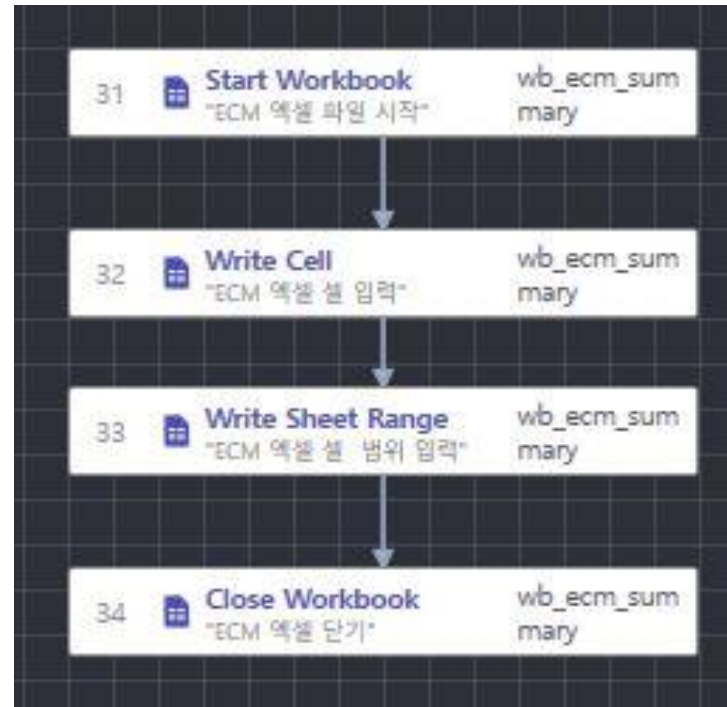 31
Start Workbook
"ECM 엑셀 파일 시작"
wb_ecm_sum
mary
32
Write Cell
"ECM 엑셀 셀 입력"
wb_ecm_sum
mary
33
Write Sheet Range
"ECM 엑셀 셀 범위 입력"
wb_ecm_sum
mary
34
Close Workbook
"ECM 엑셀 닫기"
wb_ecm_sum
mary